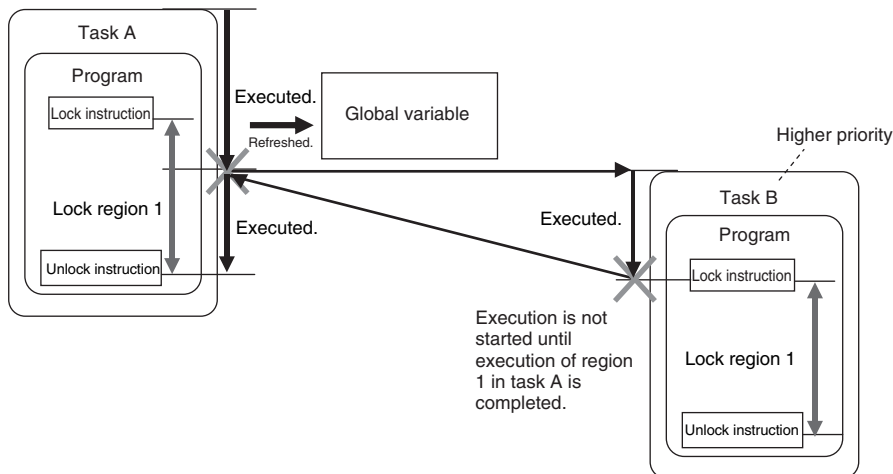 Task A
Program
Lock instruction
Lock region 1
Unlock instruction
Executed.
Refreshed.
Global variable
Executed.
Executed.
Higher priority
Task B
Program
Lock instruction
Lock region 1
Unlock instruction
Execution is not
started until
execution of region
1 in task A is
completed.